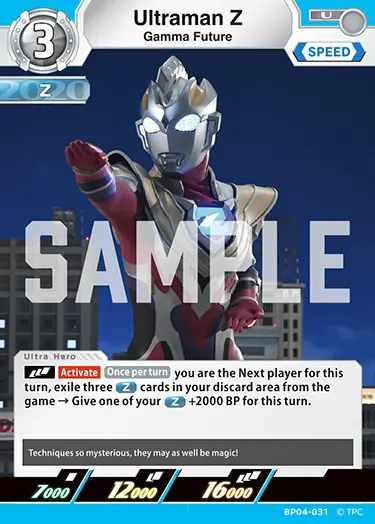 Ultraman Z
Gamma Future
3
U
SPEED
2020
Z
SAMPLE
Ultra Hero
Activate Once per turn you are the Next player for this
turn, exile three Z cards in your discard area from the
game → Give one of your Z +2000 BP for this turn.
Techniques so mysterious, they may as well be magic!
7000 12000 16000
BP04-031 © TPC